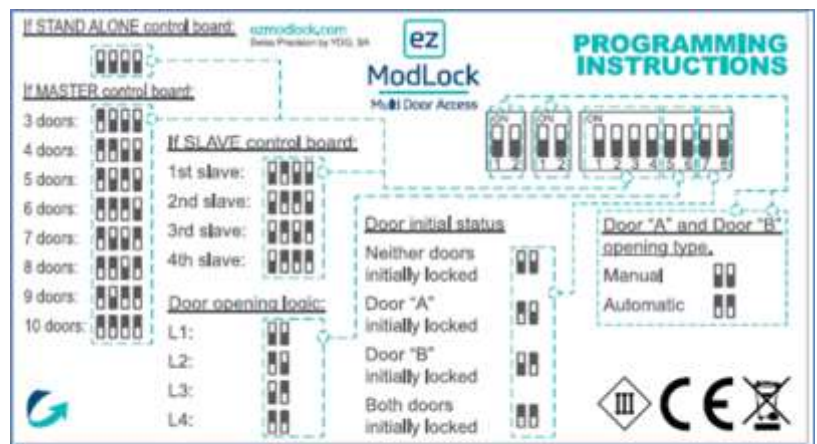 If STAND ALONE control board:
ezmodlock.com
Swiss Precision by YDG, SA
ez
ModLock
Multi Door Access
PROGRAMMING
INSTRUCTIONS
If MASTER control board:
3 doors:
4 doors:
5 doors:
6 doors:
7 doors:
8 doors:
9 doors:
10 doors:
If SLAVE control board:
1st slave:
2nd slave:
3rd slave:
4th slave:
Door opening logic:
L1:
L2:
L3:
L4:
ON
1 2
ON
1 2
ON
1 2 3 4 5 6 7 8
Door initial status
Neither doors
initially locked
Door "A"
initially locked
Door "B"
initially locked
Both doors
initially locked
Door "A" and Door "B"
opening type.
Manual
Automatic
III
CE